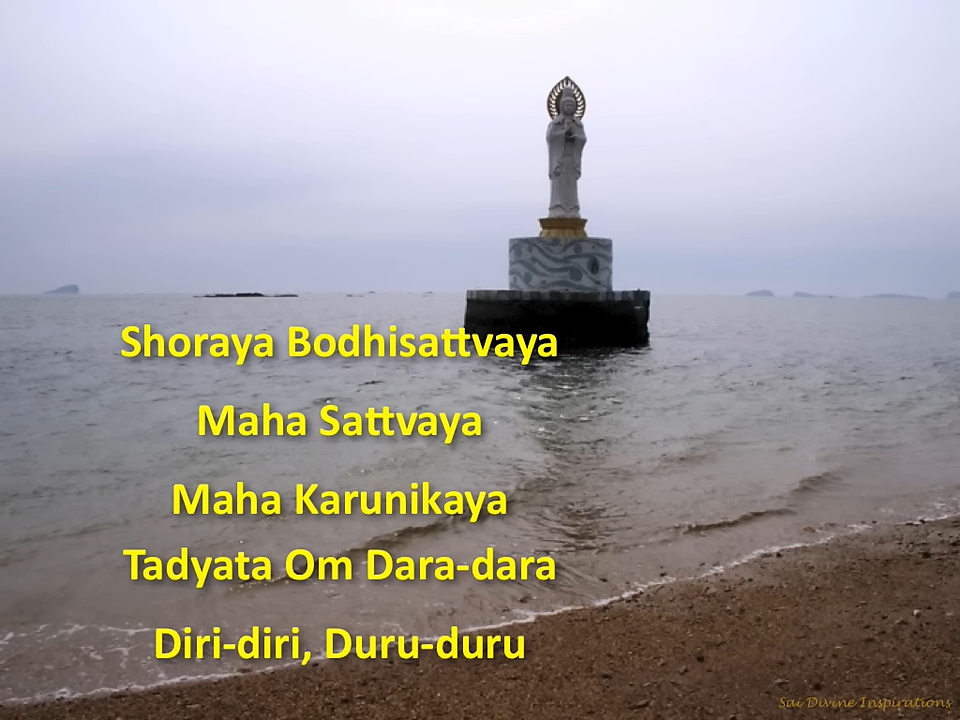 Shoraya Bodhisattvaya
Maha Sattvaya
Maha Karunikaya
Tadyata Om Dara-dara
Diri-diri, Duru-duru
Sai Divine Inspirations